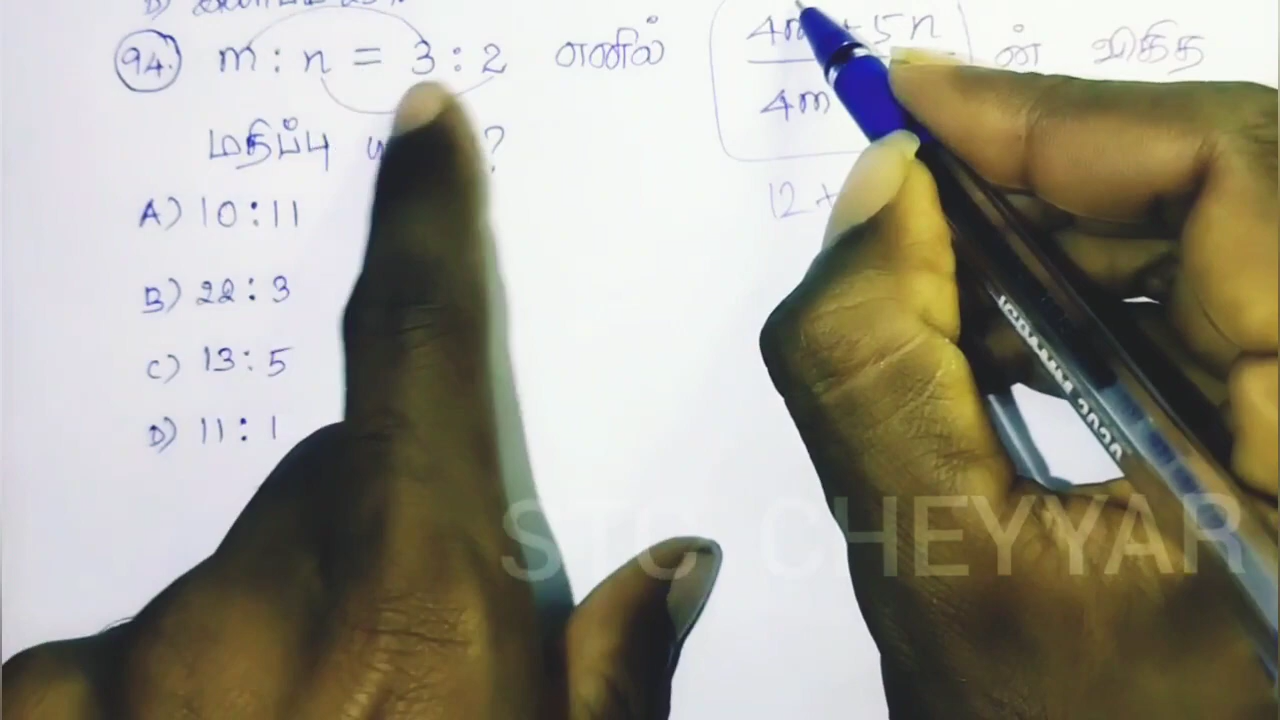 94. m : n = 3 : 2 எனில் 4m + 5n ன் விகித
4m
மதிப்பு ?
12 +
A) 10 : 11
B) 22 : 3
C) 13 : 5
D) 11 : 1
STC CHEYYAR